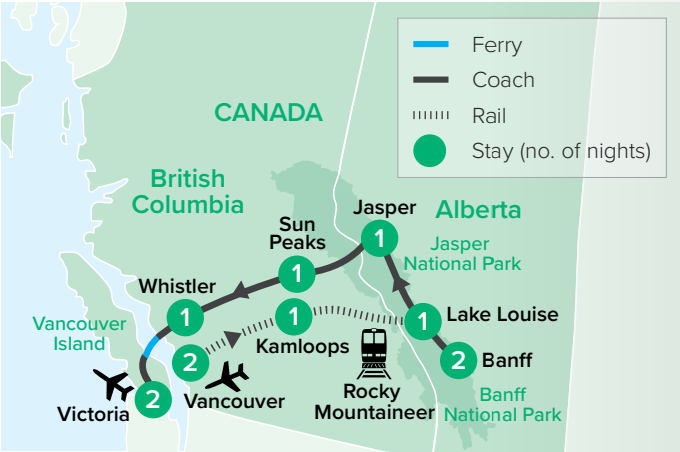 Ferry
Coach
Rail
Stay (no. of nights)
CANADA
British
Columbia
Alberta
Jasper
1
Jasper
National Park
Sun
Peaks
1
Whistler
1
Vancouver
Island
1
Kamloops
1
Lake Louise
2
Vancouver
2
Banff
Rocky
Mountaineer
Banff
National Park
2
Victoria